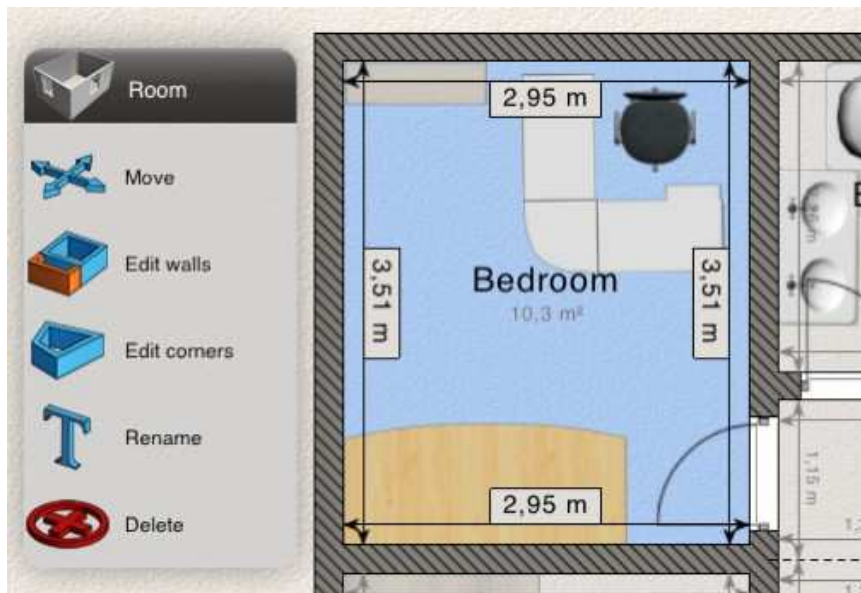 Room
Move
Edit walls
Edit corners
Rename
Delete
2,95 m
3,51 m
3,51 m
Bedroom
10,3 m²
2,95 m
1,15 m